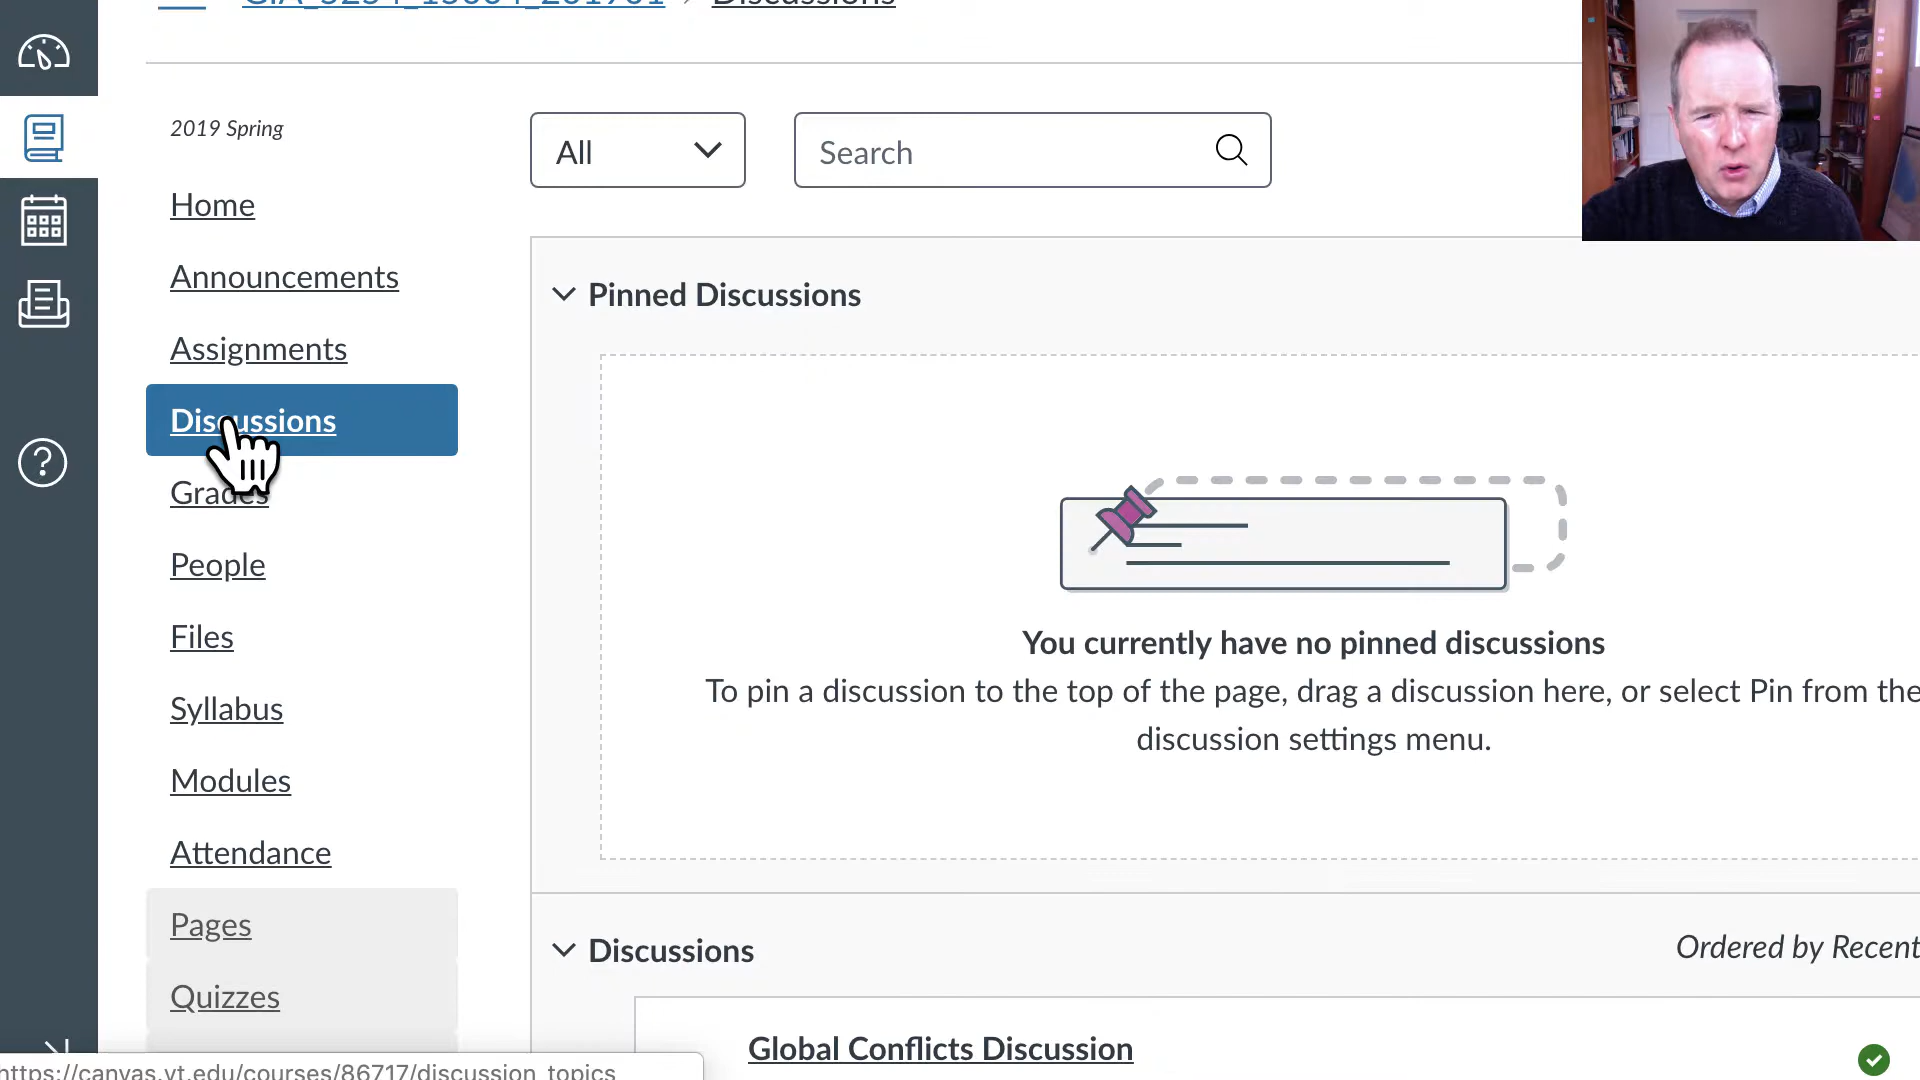 Discussions
2019 Spring
All
Search
Home
Announcements
Assignments
Discussions
Grades
People
Files
Syllabus
Modules
Attendance
Pages
Quizzes
Pinned Discussions
You currently have no pinned discussions
To pin a discussion to the top of the page, drag a discussion here, or select Pin from the
discussion settings menu.
Discussions
Ordered by Recent
Global Conflicts Discussion
https://canvas.vt.edu/courses/86717/discussion_topics